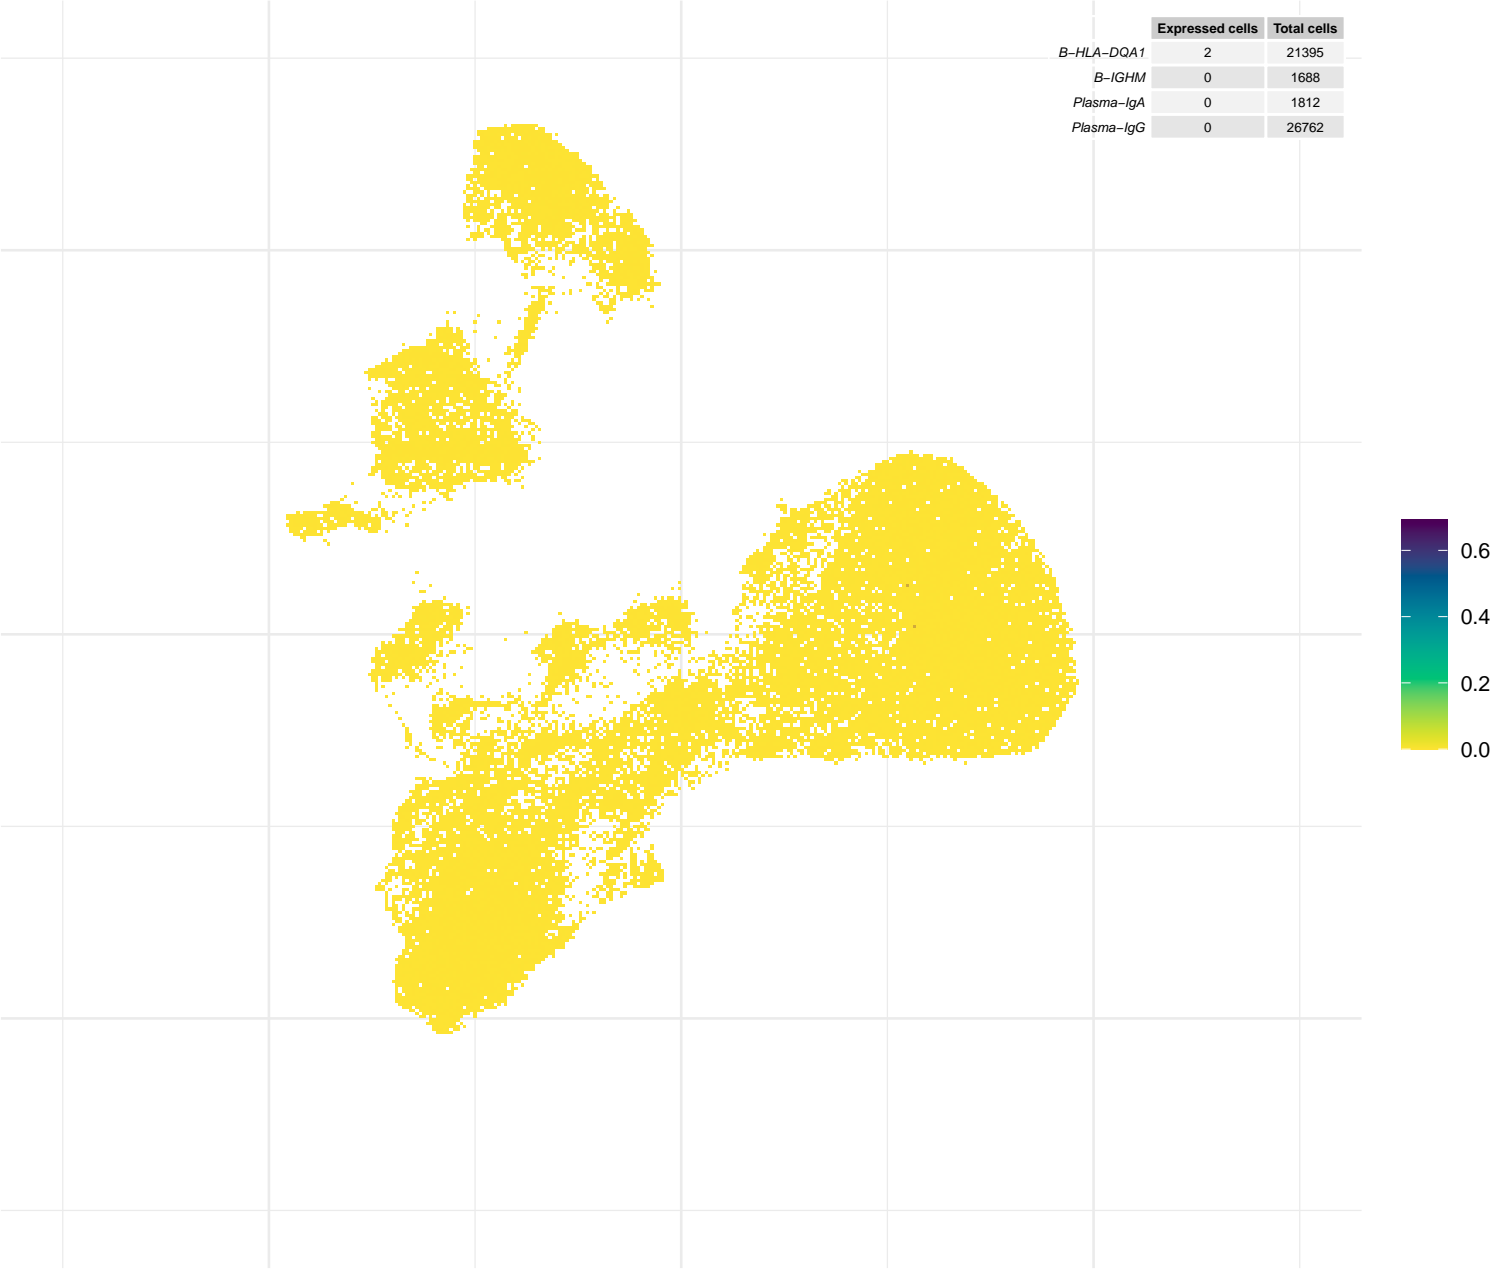 Expressed cells Total cells
B−HLA−DQA1 2 21395
B−IGHM 0 1688
Plasma−IgA 0 1812
Plasma−IgG 0 26762
0.6
0.4
0.2
0.0